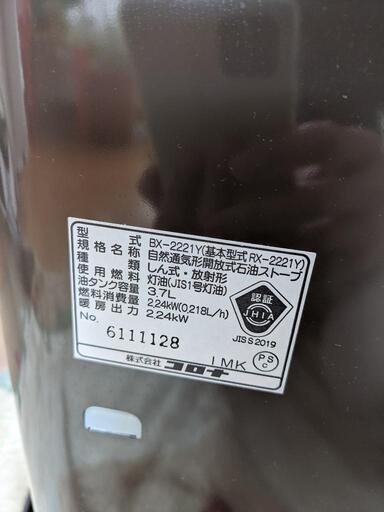 型式 BX-2221Y(基本型式 RX-2221Y)
規格名称 自然通気形開放式石油ストーブ
種類 しん式・放射形
使用燃料 灯油(JIS1号灯油)
油タンク容量 3.7L
燃料消費量 2.24kW(0.218L/h)
暖房出力 2.24kW
No. 6111128
認証
JHIA
JISS2019
1MK
PS
C
株式会社コロナ